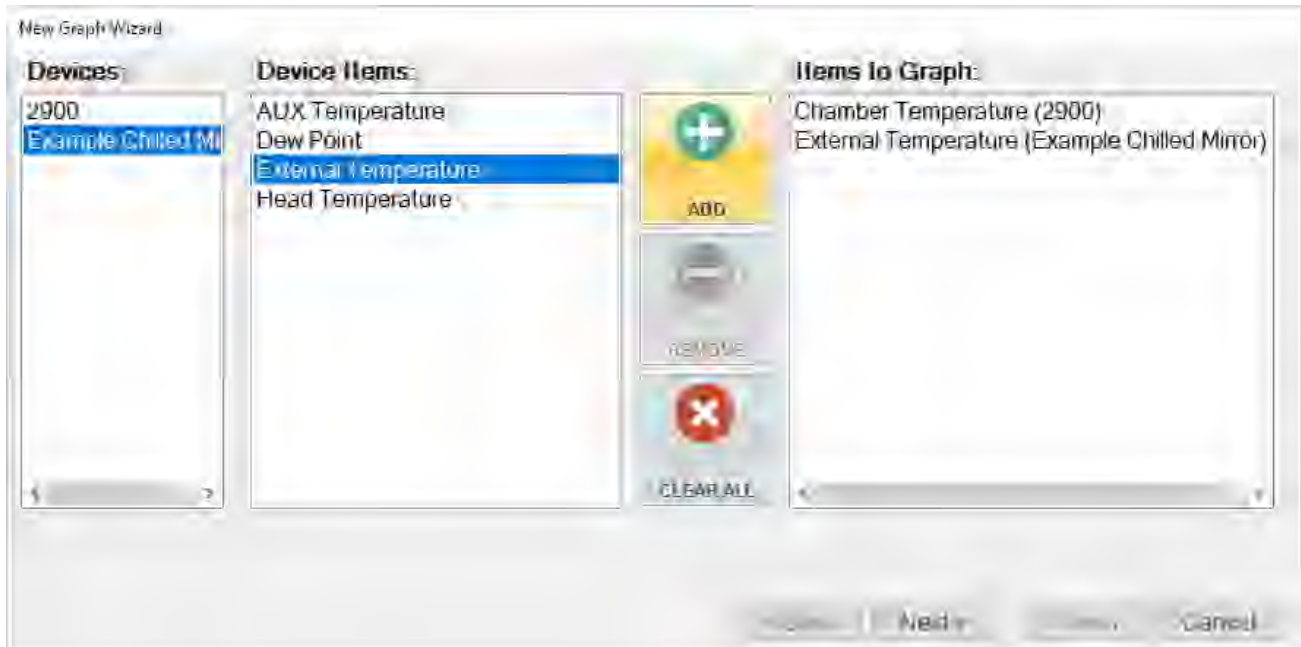 New Graph Wizard
Devices:
2900
Example Chilled Mi
Device Items:
AUX Temperature
Dew Point
External Temperature
Head Temperature
ADD
REMOVE
CLEAR ALL
Items to Graph:
Chamber Temperature (2900)
External Temperature (Example Chilled Mirror)
Next >
Cancel